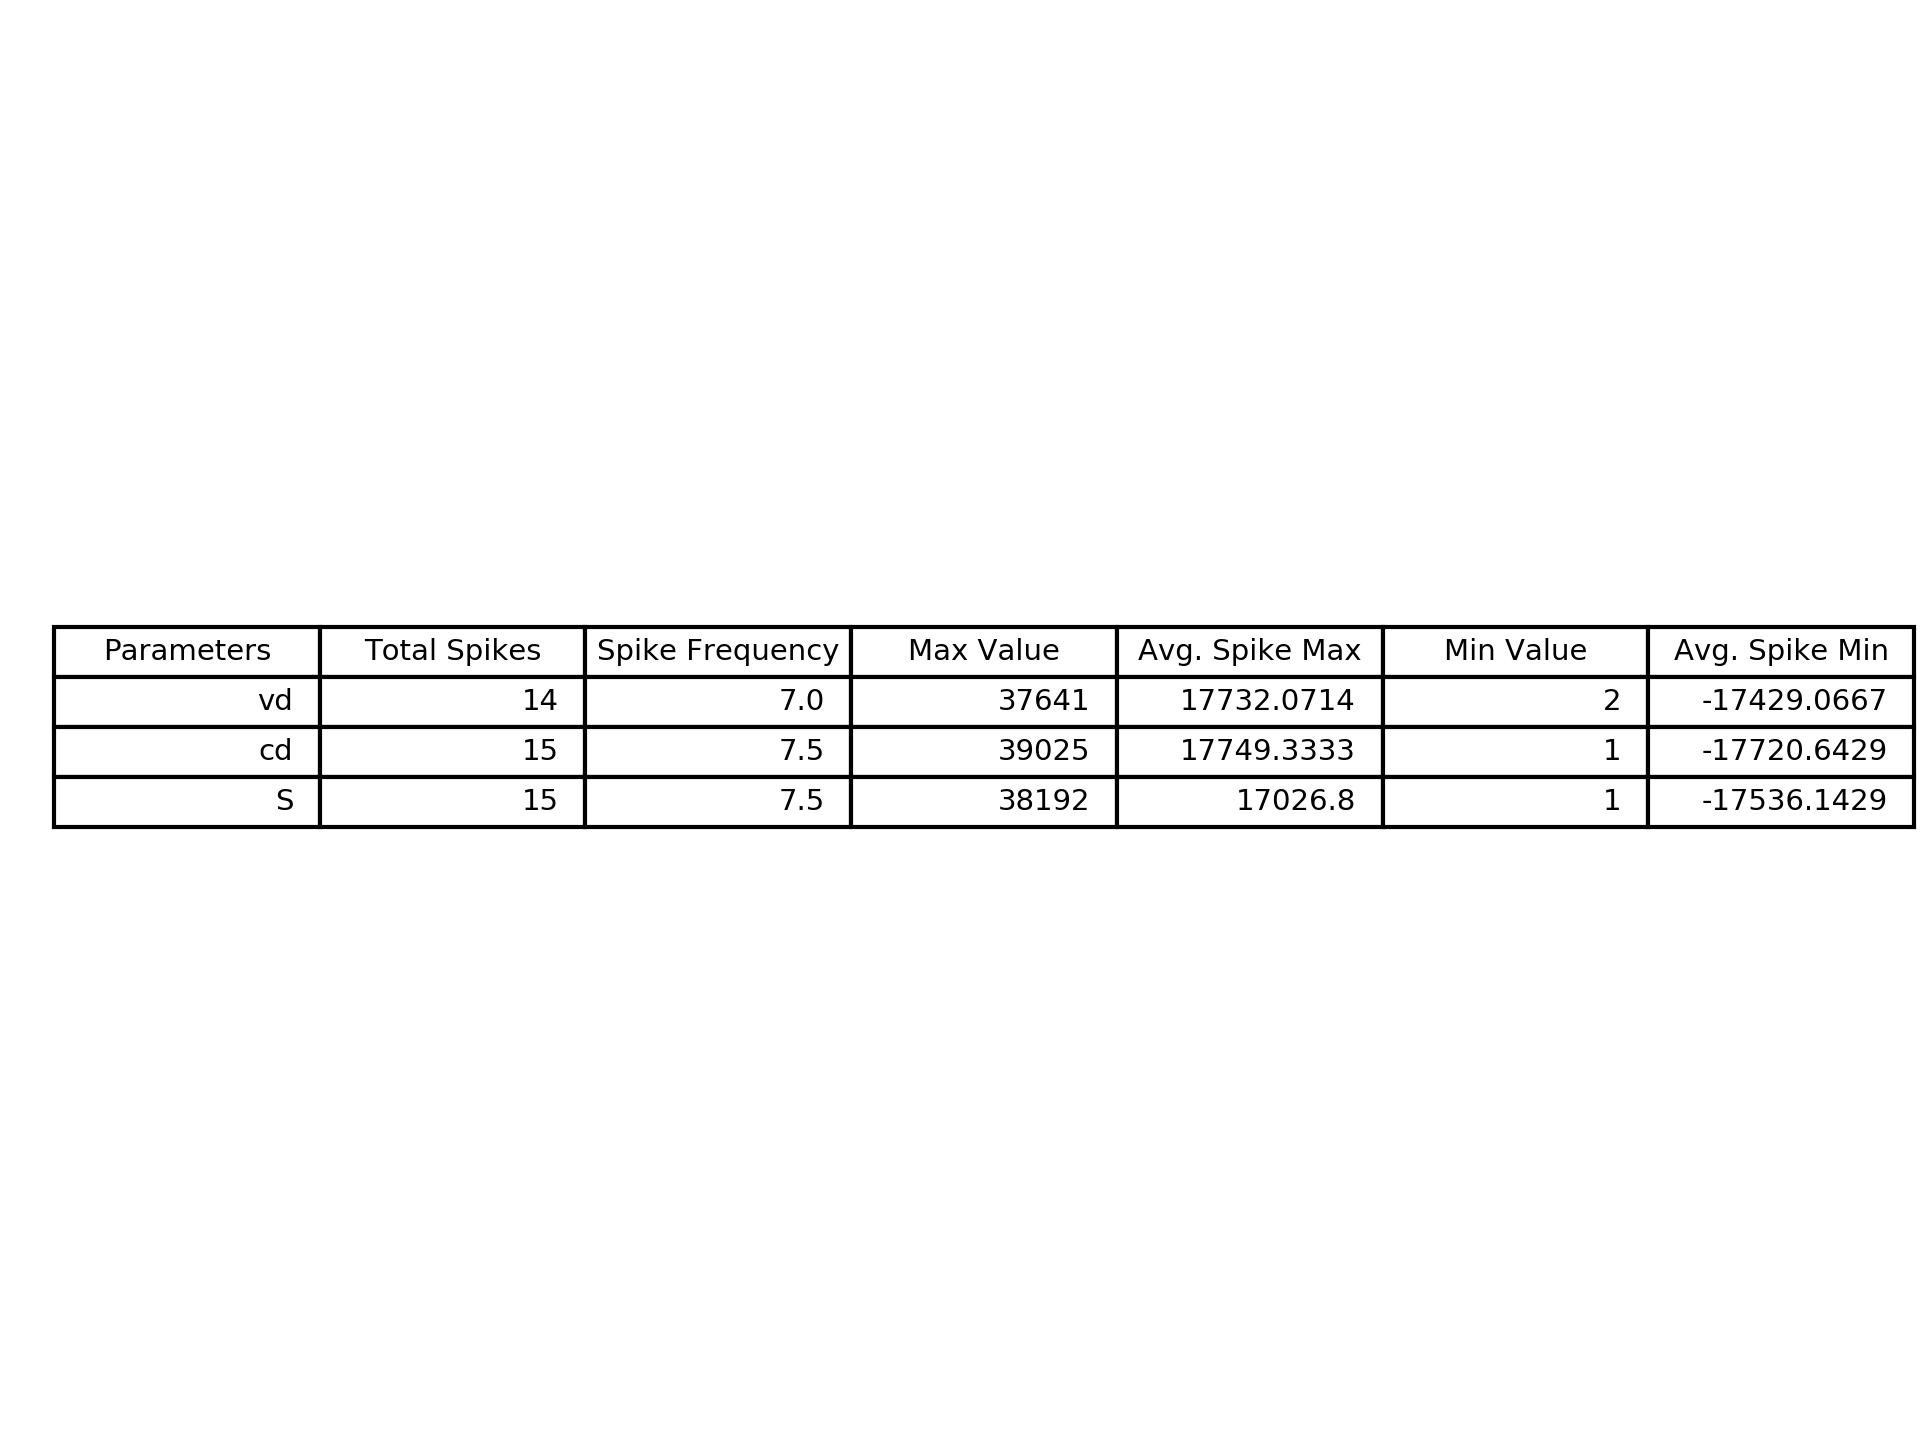 Parameters Total Spikes Spike Frequency Max Value Avg. Spike Max Min Value Avg. Spike Min
vd 14 7.0 37641 17732.0714 2 -17429.0667
cd 15 7.5 39025 17749.3333 1 -17720.6429
S 15 7.5 38192 17026.8 1 -17536.1429